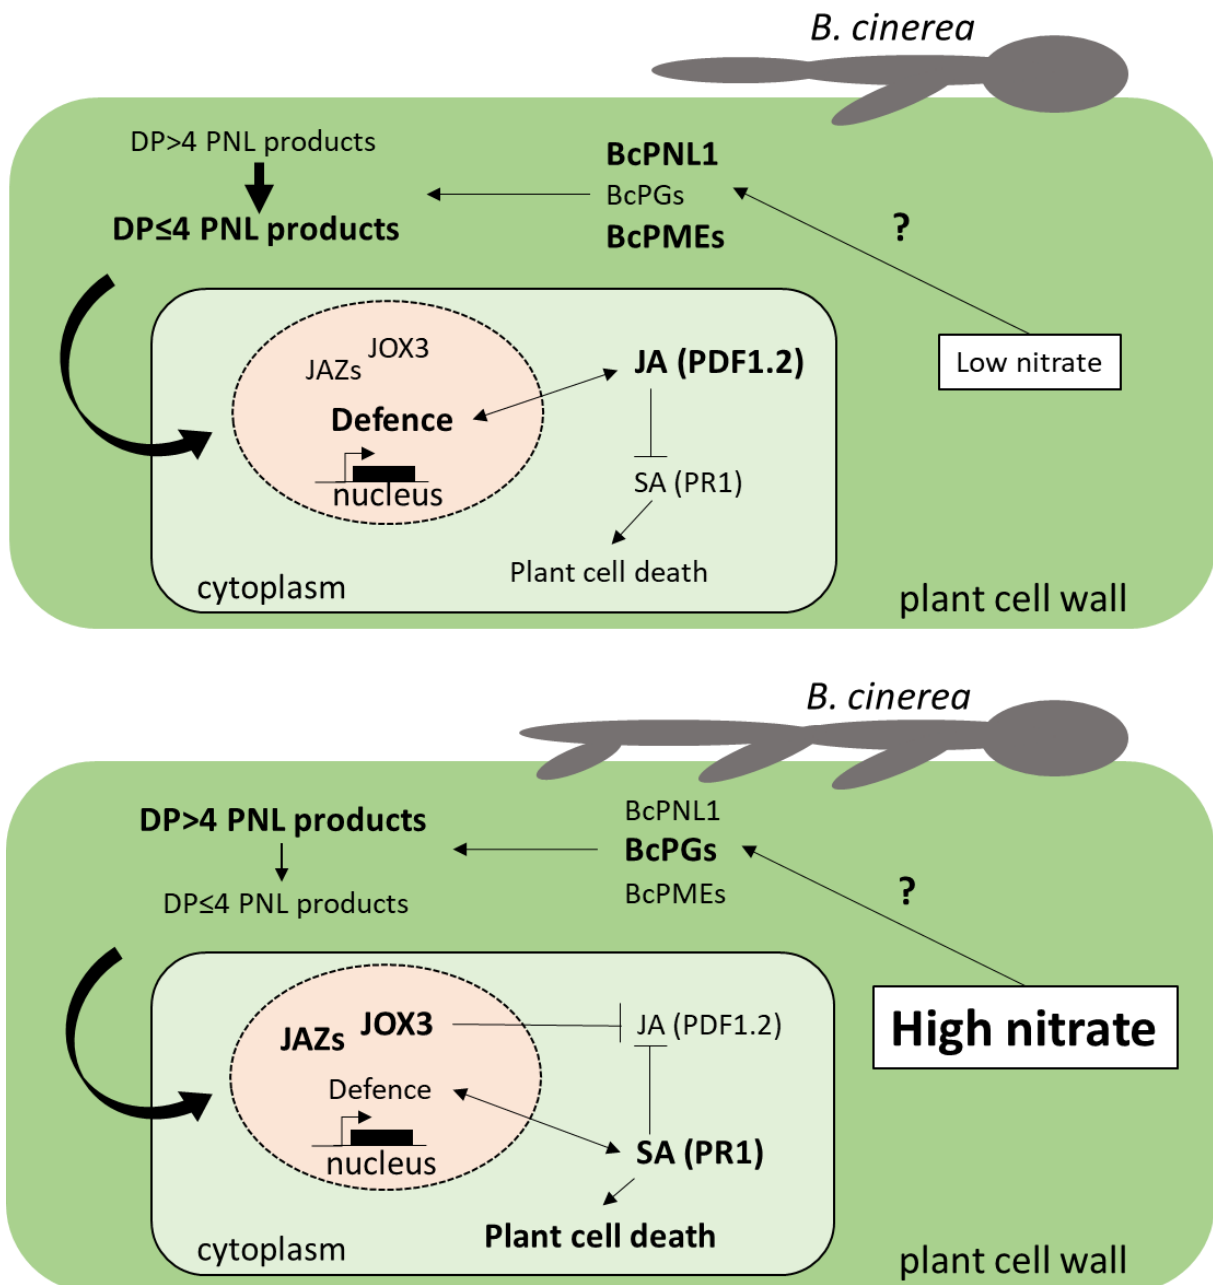 B. cinerea
DP>4 PNL products
BcPNL1
BcPGs
DP≤4 PNL products
BcPMEs
?
JOX3
JAZs
JA (PDF1.2)
Low nitrate
Defence
SA (PR1)
nucleus
Plant cell death
cytoplasm
plant cell wall
B. cinerea
DP>4 PNL products
BcPNL1
BcPGs
BcPMEs
?
DP≤4 PNL products
JOX3
JAZs
JA (PDF1.2)
High nitrate
Defence
SA (PR1)
nucleus
Plant cell death
cytoplasm
plant cell wall